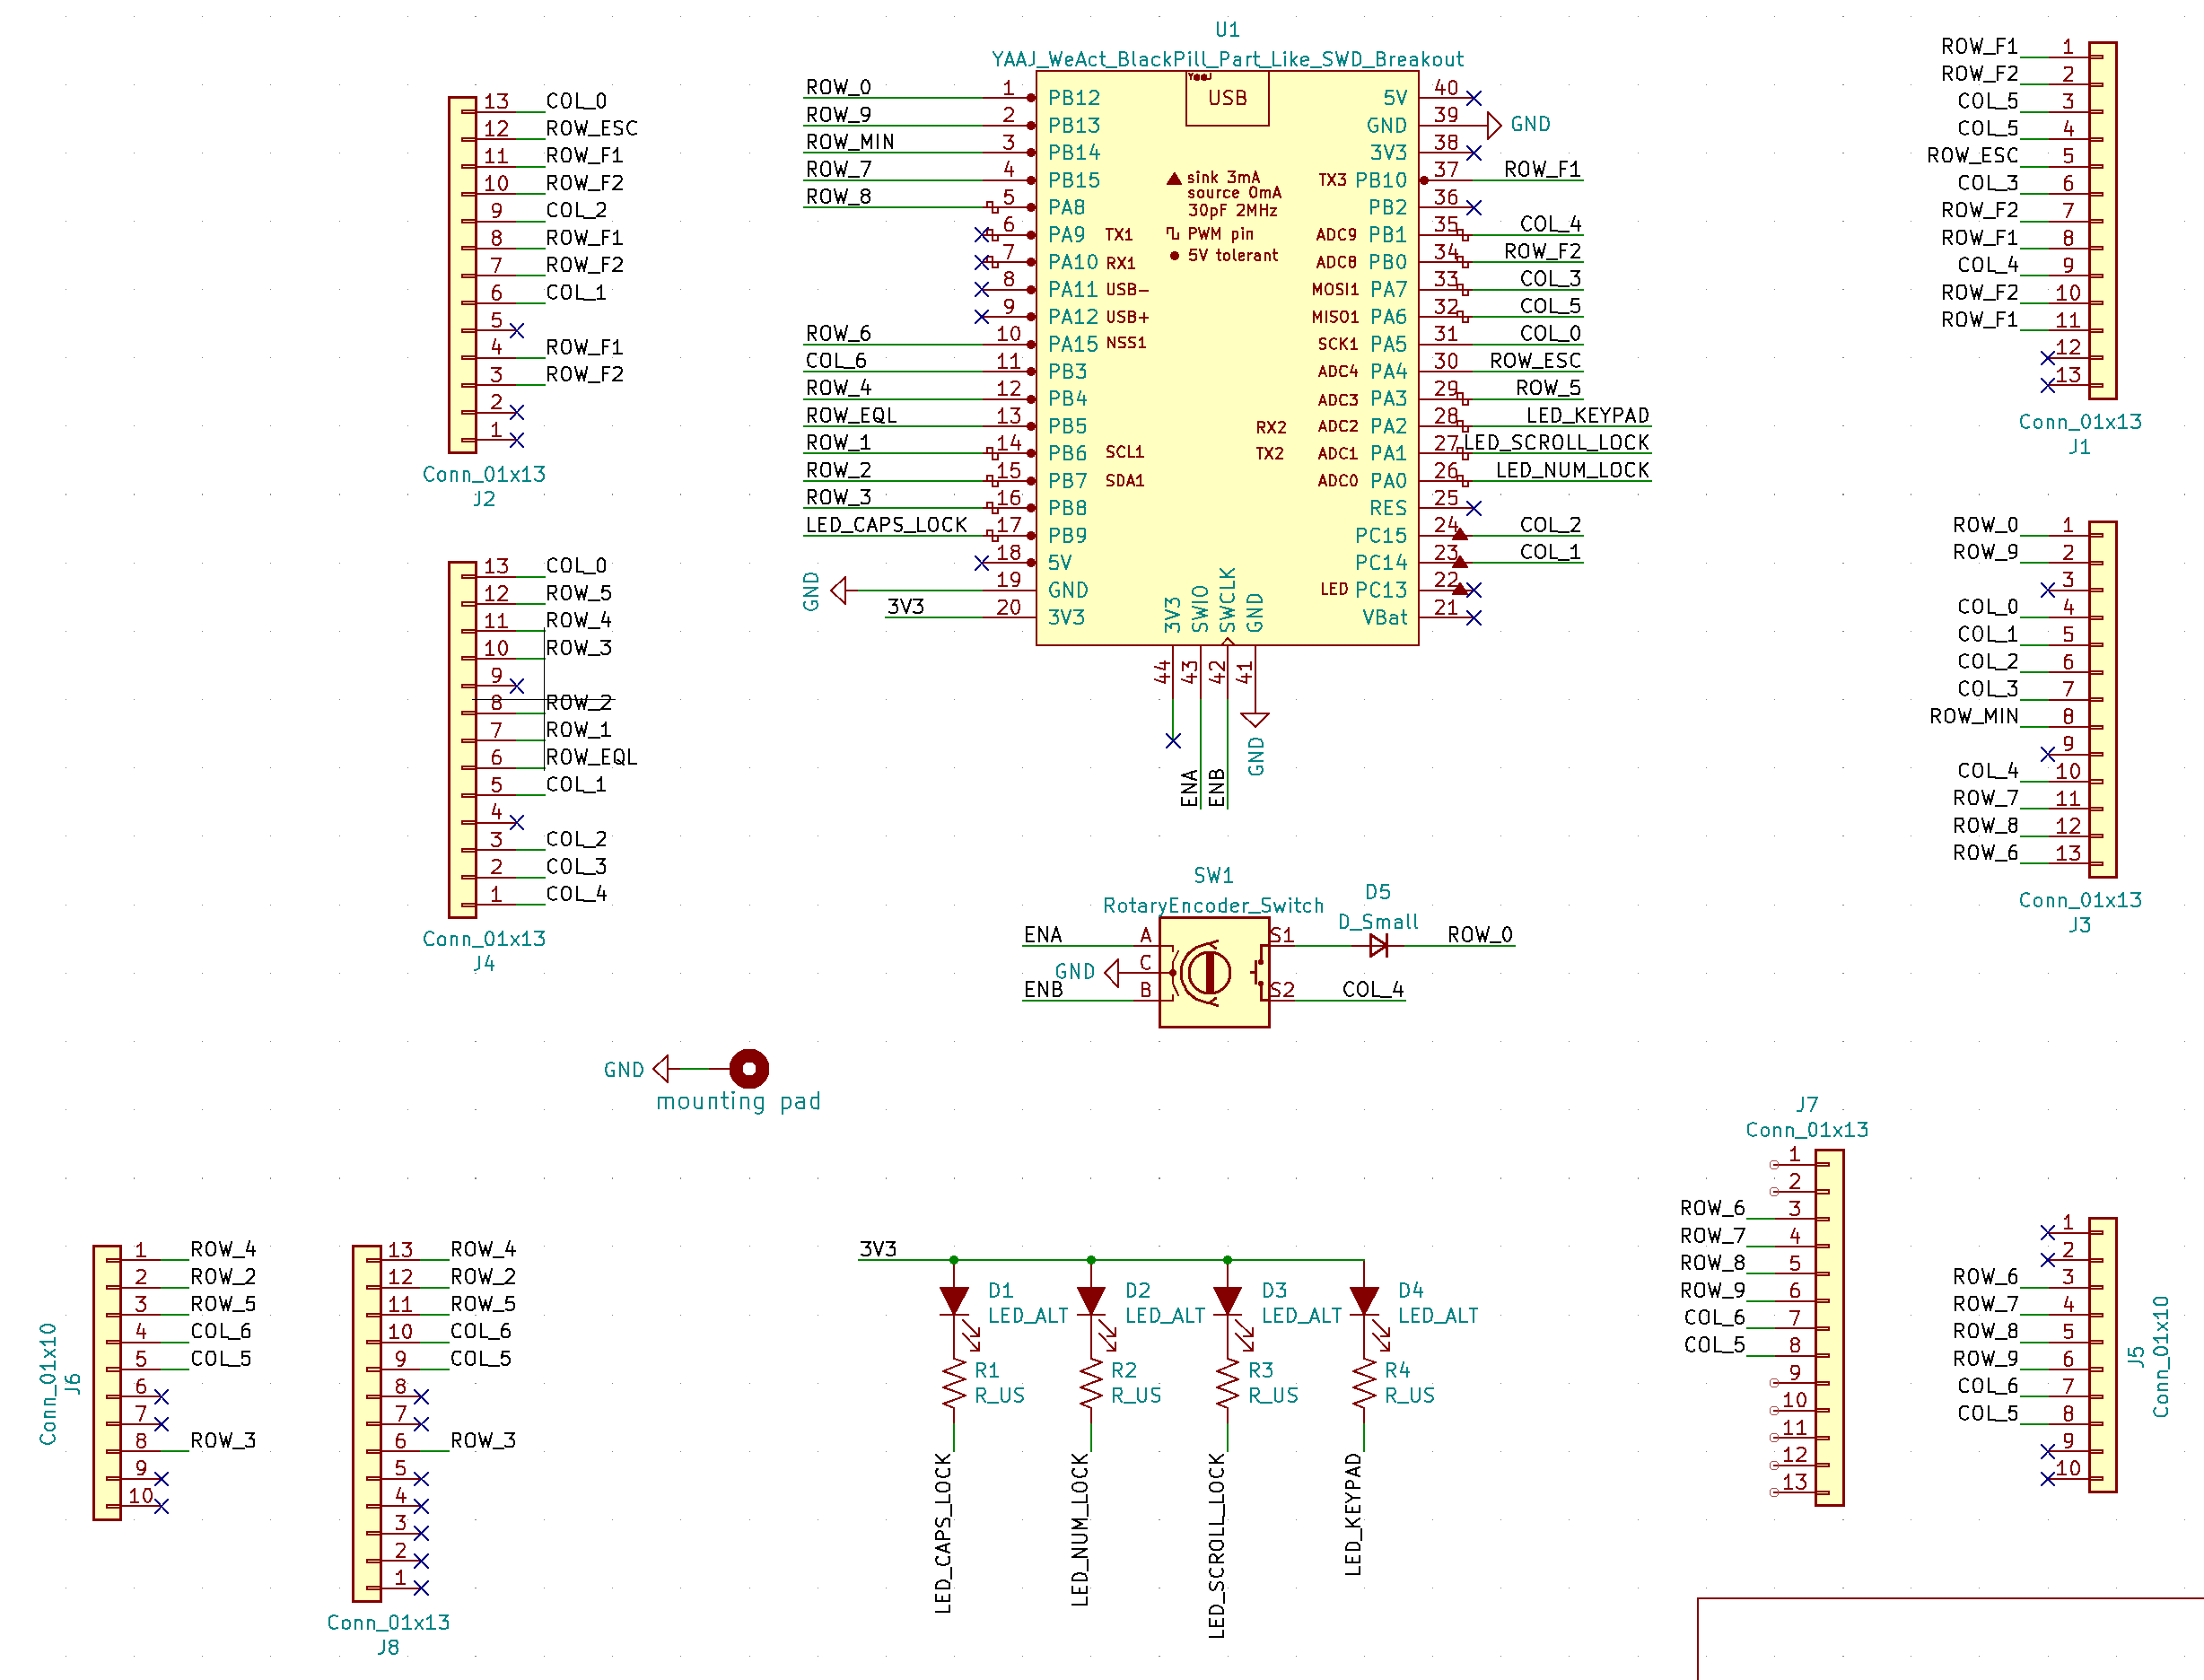 U1
YAAJ_WeAct_BlackPill_Part_Like_SWD_Breakout
YaaJ
USB
ROW_0 1 PB12
ROW_9 2 PB13
ROW_MIN 3 PB14
ROW_7 4 PB15
ROW_8 5 PA8
6 PA9 TX1
7 PA10 RX1
8 PA11 USB-
9 PA12 USB+
ROW_6 10 PA15 NSS1
COL_6 11 PB3
ROW_4 12 PB4
ROW_EQL 13 PB5
ROW_1 14 PB6 SCL1
ROW_2 15 PB7 SDA1
ROW_3 16 PB8
LED_CAPS_LOCK 17 PB9
18 5V
GND 19 GND
3V3 20 3V3
sink 3mA
source 0mA
30pF 2MHz
PWM pin
5V tolerant
5V 40
GND 39 GND
3V3 38
TX3 PB10 37 ROW_F1
PB2 36
ADC9 PB1 35 COL_4
ADC8 PB0 34 ROW_F2
MOSI1 PA7 33 COL_3
MISO1 PA6 32 COL_5
SCK1 PA5 31 COL_0
ADC4 PA4 30 ROW_ESC
ADC3 PA3 29 ROW_5
RX2 ADC2 PA2 28 LED_KEYPAD
TX2 ADC1 PA1 27 LED_SCROLL_LOCK
ADC0 PA0 26 LED_NUM_LOCK
RES 25
PC15 24 COL_2
PC14 23 COL_1
LED PC13 22
VBat 21
3V3 44
SWIO 43 ENA
SWCLK 42 ENB
GND 41 GND
13 COL_0
12 ROW_ESC
11 ROW_F1
10 ROW_F2
9 COL_2
8 ROW_F1
7 ROW_F2
6 COL_1
5
4 ROW_F1
3 ROW_F2
2
1
Conn_01x13
J2
13 COL_0
12 ROW_5
11 ROW_4
10 ROW_3
9
8 ROW_2
7 ROW_1
6 ROW_EQL
5 COL_1
4
3 COL_2
2 COL_3
1 COL_4
Conn_01x13
J4
ROW_F1 1
ROW_F2 2
COL_5 3
COL_5 4
ROW_ESC 5
COL_3 6
ROW_F2 7
ROW_F1 8
COL_4 9
ROW_F2 10
ROW_F1 11
12
13
Conn_01x13
J1
ROW_0 1
ROW_9 2
3
COL_0 4
COL_1 5
COL_2 6
COL_3 7
ROW_MIN 8
9
COL_4 10
ROW_7 11
ROW_8 12
ROW_6 13
Conn_01x13
J3
SW1
RotaryEncoder_Switch
D5
D_Small
ENA A S1 ROW_0
GND C
ENB B S2 COL_4
GND
mounting pad
1 ROW_4
2 ROW_2
3 ROW_5
4 COL_6
5 COL_5
6
7
8 ROW_3
9
10
Conn_01x10
J6
13 ROW_4
12 ROW_2
11 ROW_5
10 COL_6
9 COL_5
8
7
6 ROW_3
5
4
3
2
1
Conn_01x13
J8
3V3
D1
LED_ALT
D2
LED_ALT
D3
LED_ALT
D4
LED_ALT
R1
R_US
R2
R_US
R3
R_US
R4
R_US
LED_CAPS_LOCK
LED_NUM_LOCK
LED_SCROLL_LOCK
LED_KEYPAD
J7
Conn_01x13
1
2
ROW_6 3
ROW_7 4
ROW_8 5
ROW_9 6
COL_6 7
COL_5 8
9
10
11
12
13
1
2
ROW_6 3
ROW_7 4
ROW_8 5
ROW_9 6
COL_6 7
COL_5 8
9
10
J5
Conn_01x10